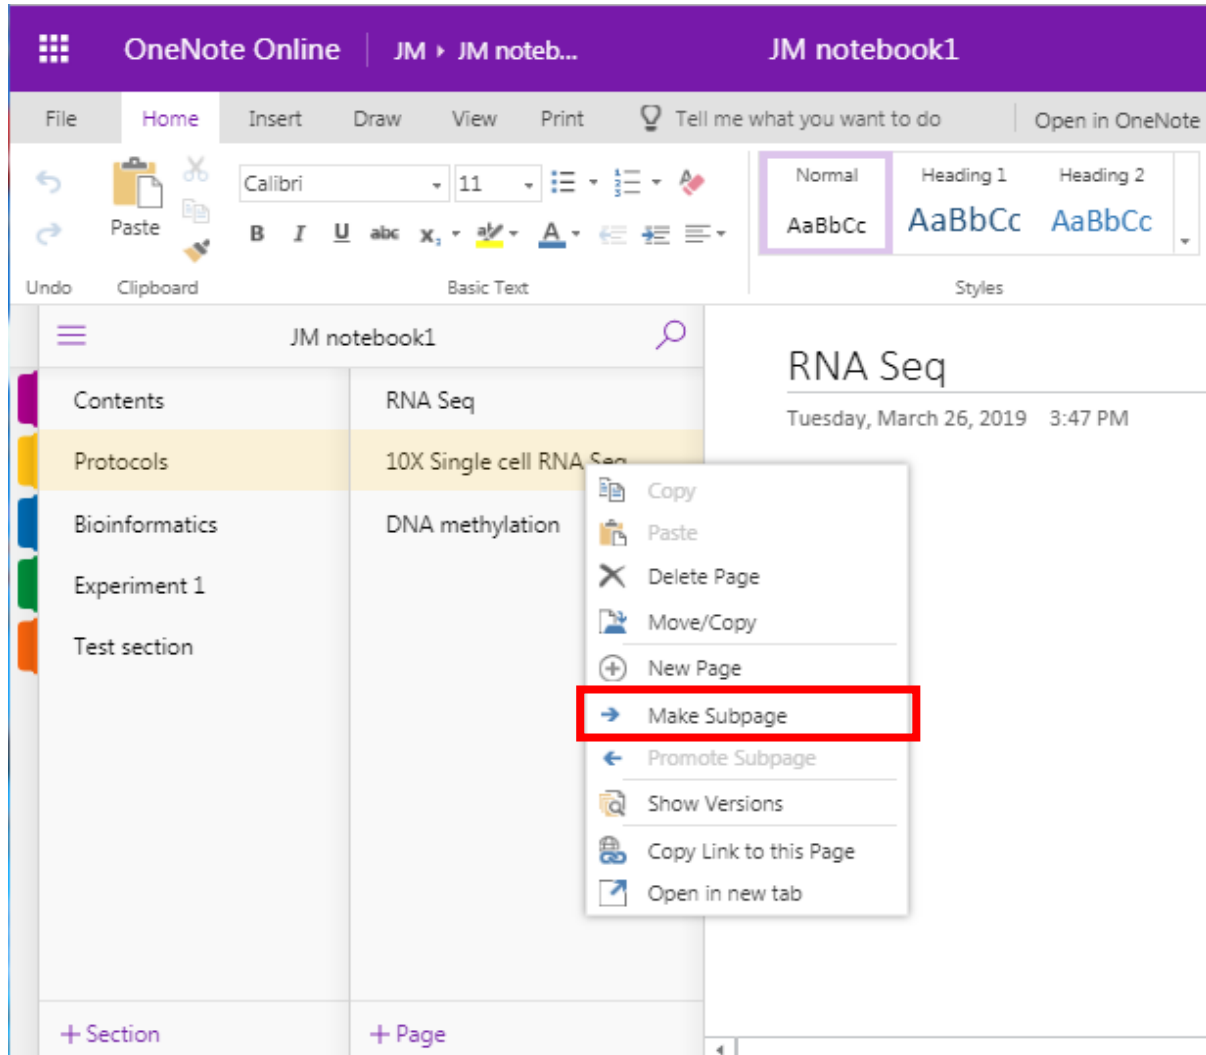 OneNote Online JM ▸ JM noteb... JM notebook1
File Home Insert Draw View Print Tell me what you want to do Open in OneNote
Calibri 11
Normal Heading 1 Heading 2
Paste
B I U abc x, A
AaBbCc AaBbCc AaBbCc
Undo Clipboard Basic Text Styles
JM notebook1
Contents
Protocols
Bioinformatics
Experiment 1
Test section
+ Section
RNA Seq
10X Single cell RNA Seq
DNA methylation
+ Page
RNA Seq
Tuesday, March 26, 2019 3:47 PM
Copy
Paste
Delete Page
Move/Copy
New Page
Make Subpage
Promote Subpage
Show Versions
Copy Link to this Page
Open in new tab